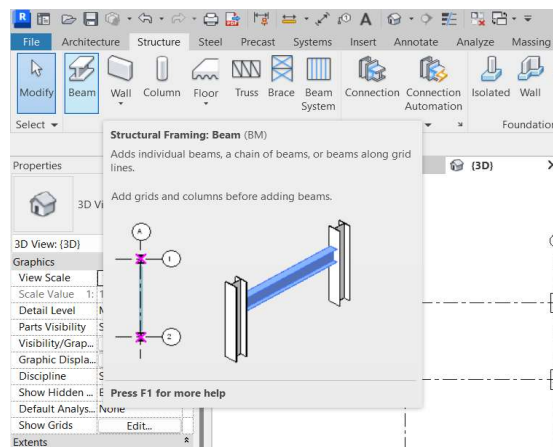 R
A
File Architecture Structure Steel Precast Systems Insert Annotate Analyze Massing
Modify Beam Wall Column Floor Truss Brace Beam System Connection Connection Automation Isolated Wall
Select Foundation
Structural Framing: Beam (BM)
Adds individual beams, a chain of beams, or beams along grid
lines.
Add grids and columns before adding beams.
A
1
2
Press F1 for more help
Properties
3D
{3D}
3D View: {3D}
Graphics
View Scale
Scale Value 1: 1
Detail Level
Parts Visibility
Visibility/Grap...
Graphic Displa...
Discipline
Show Hidden ...
Default Analys... None
Show Grids Edit...
Extents